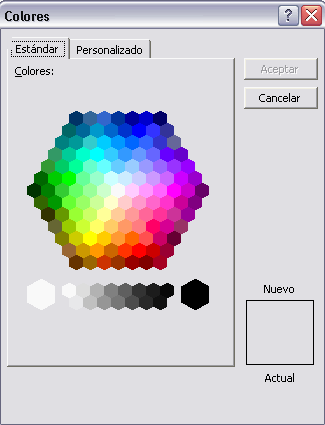 Colores
Estándar
Personalizado
Colores:
Aceptar
Cancelar
Nuevo
Actual